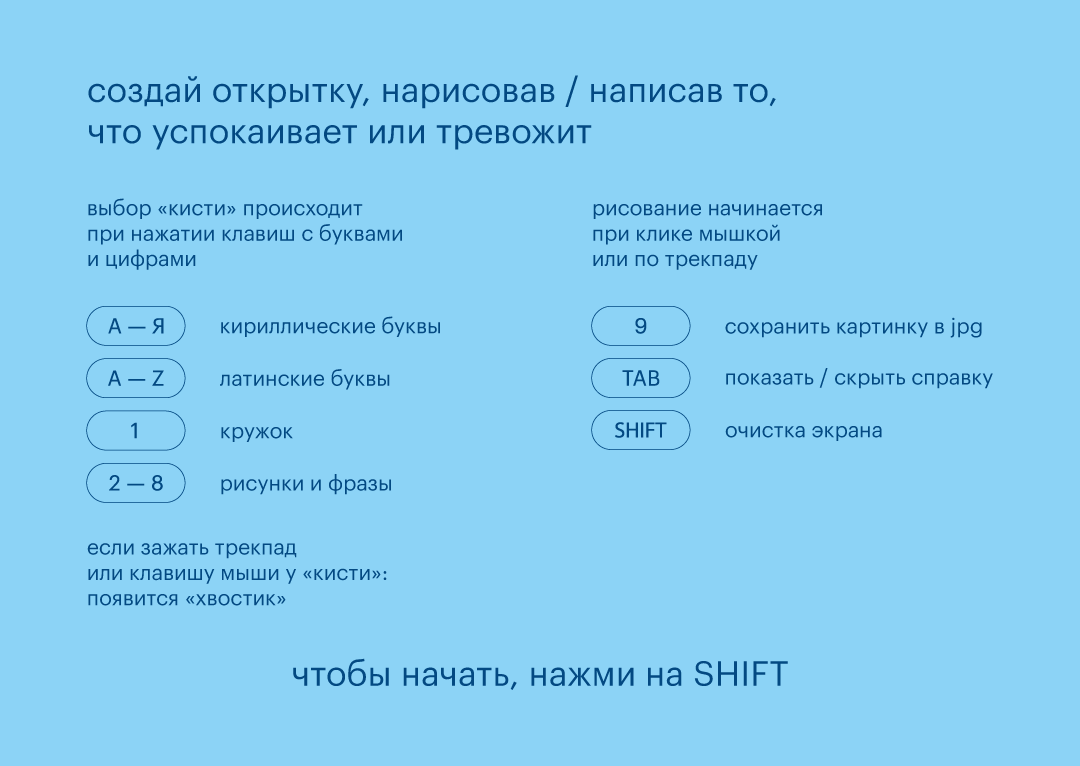 создай открытку, нарисовав / написав то,
что успокаивает или тревожит
выбор «кисти» происходит
при нажатии клавиш с буквами
и цифрами
А — Я кириллические буквы
A — Z латинские буквы
1 кружок
2 — 8 рисунки и фразы
если зажать трекпад
или клавишу мыши у «кисти»:
появится «хвостик»
рисование начинается
при клике мышкой
или по трекпаду
9 сохранить картинку в jpg
TAB показать / скрыть справку
SHIFT очистка экрана
чтобы начать, нажми на SHIFT